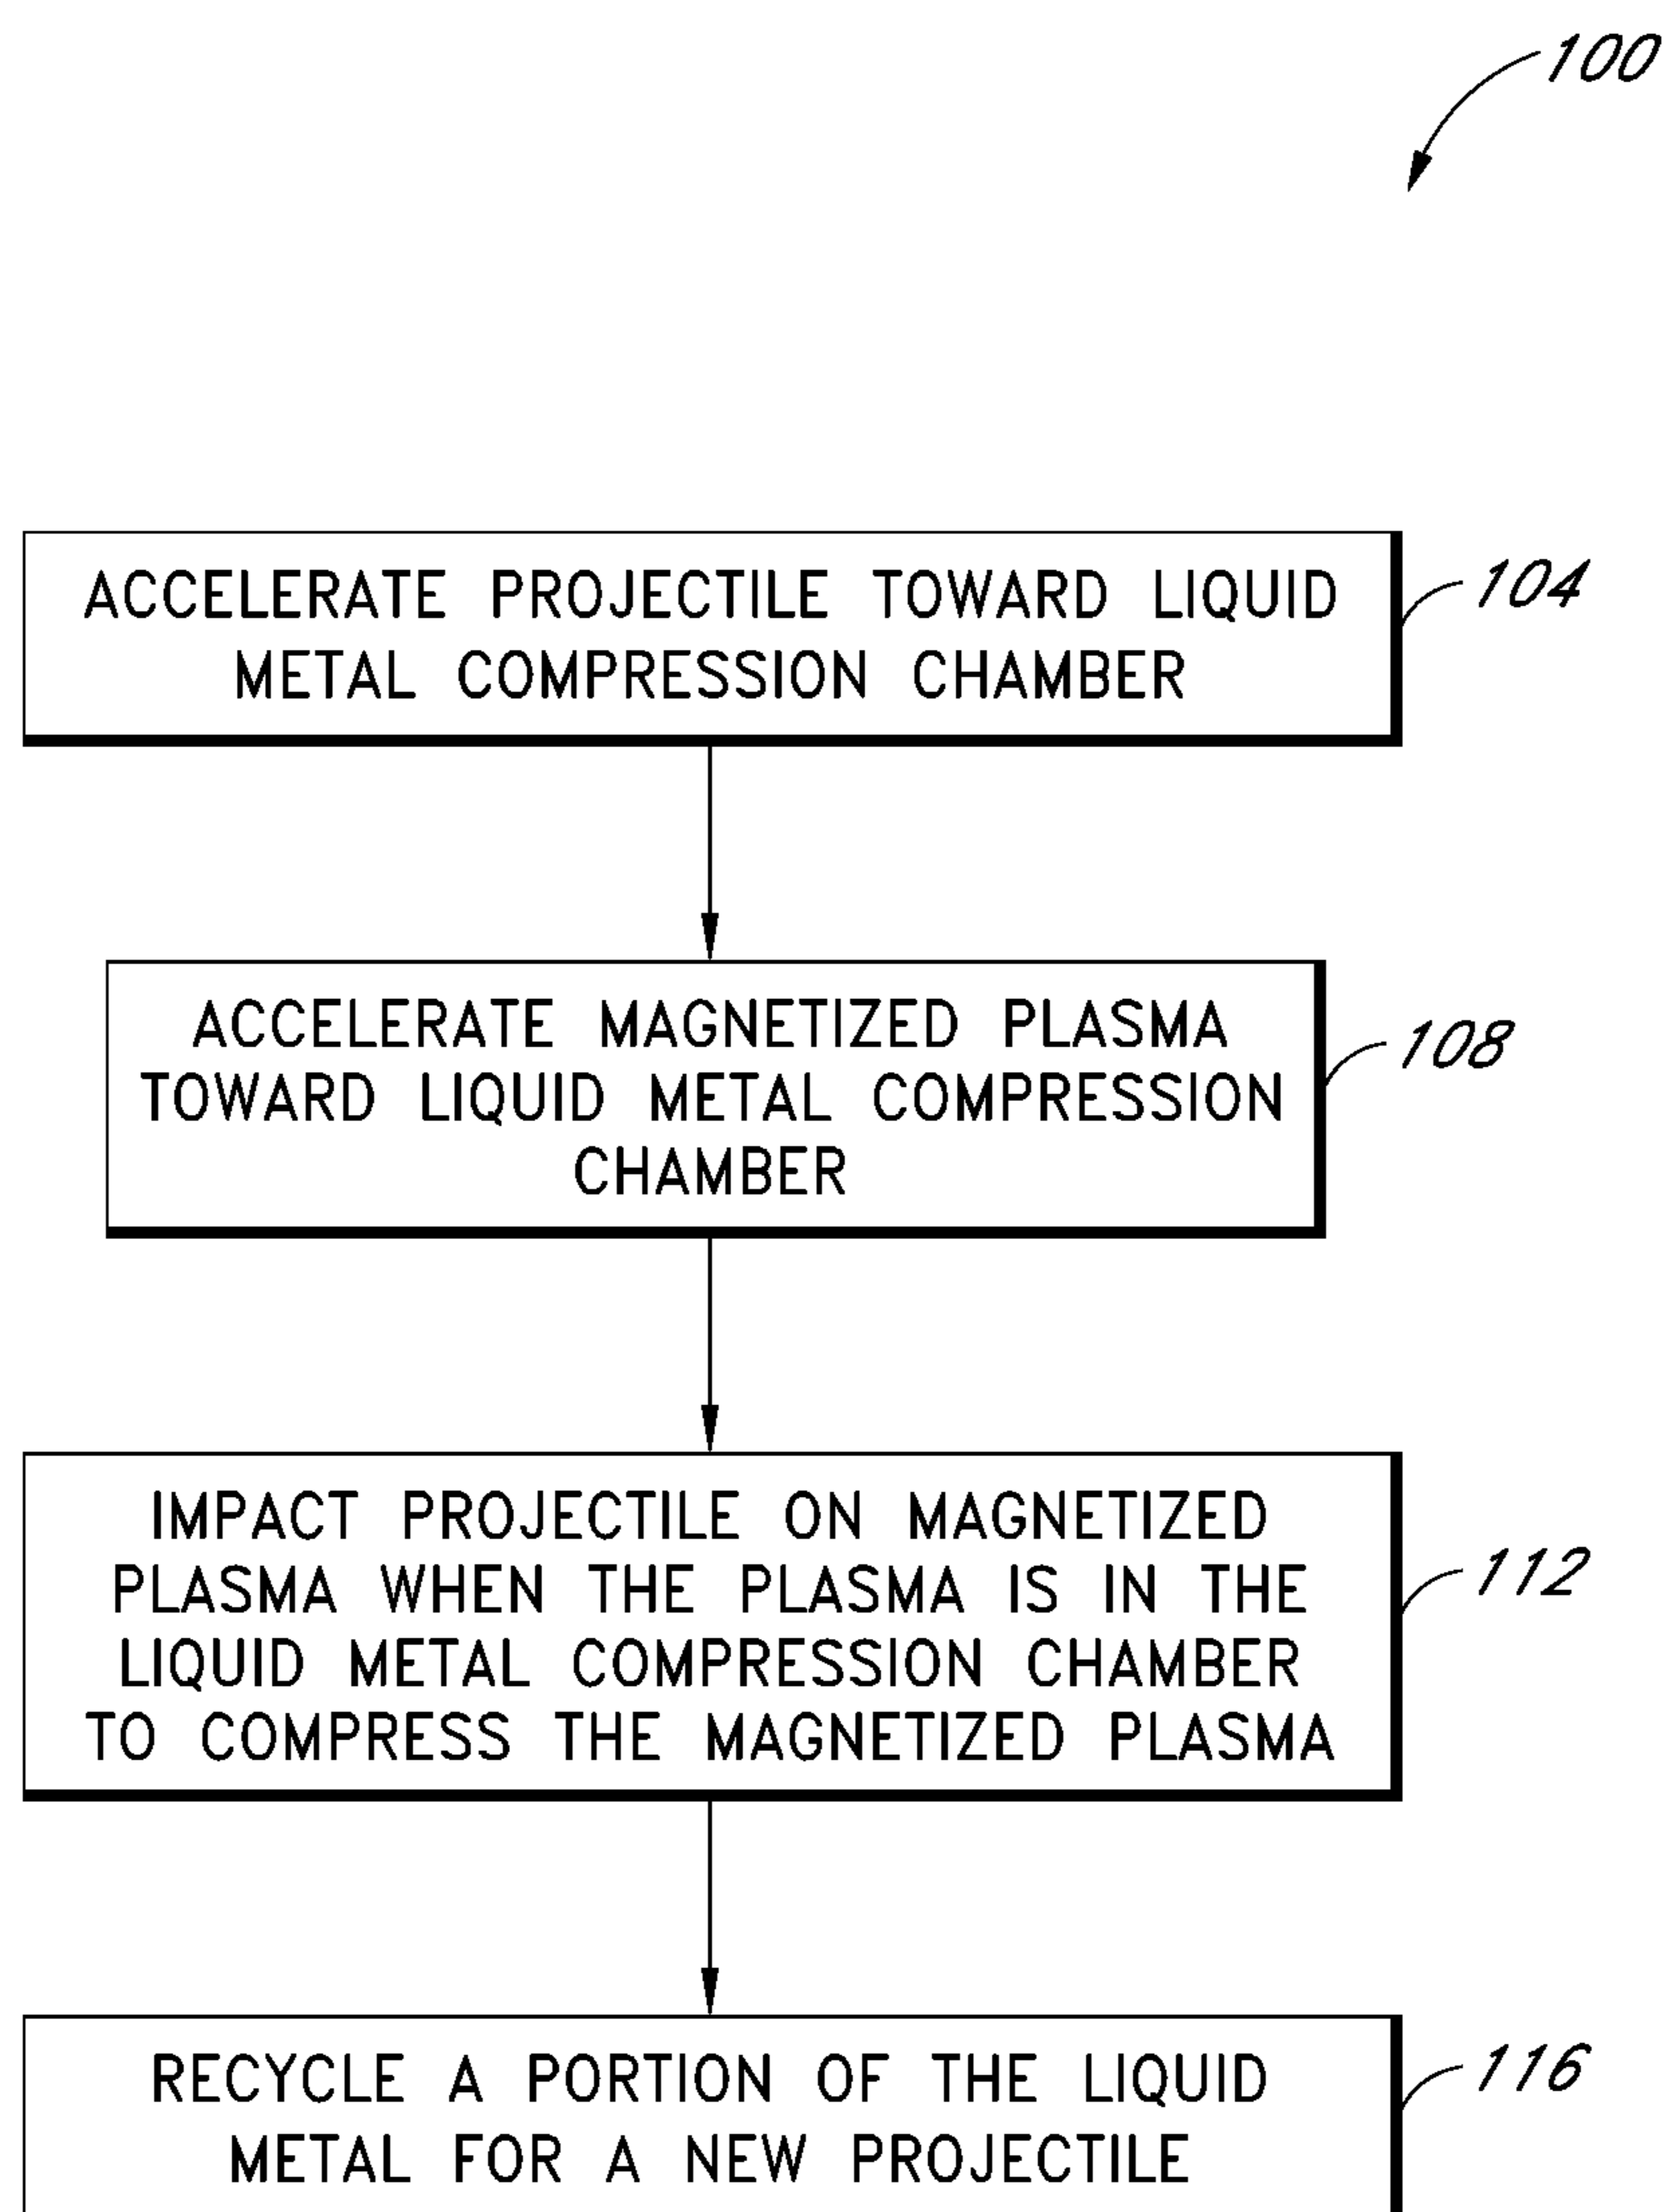 100
ACCELERATE PROJECTILE TOWARD LIQUID
METAL COMPRESSION CHAMBER
104
ACCELERATE MAGNETIZED PLASMA
TOWARD LIQUID METAL COMPRESSION
CHAMBER
108
IMPACT PROJECTILE ON MAGNETIZED
PLASMA WHEN THE PLASMA IS IN THE
LIQUID METAL COMPRESSION CHAMBER
TO COMPRESS THE MAGNETIZED PLASMA
112
RECYCLE A PORTION OF THE LIQUID
METAL FOR A NEW PROJECTILE
116